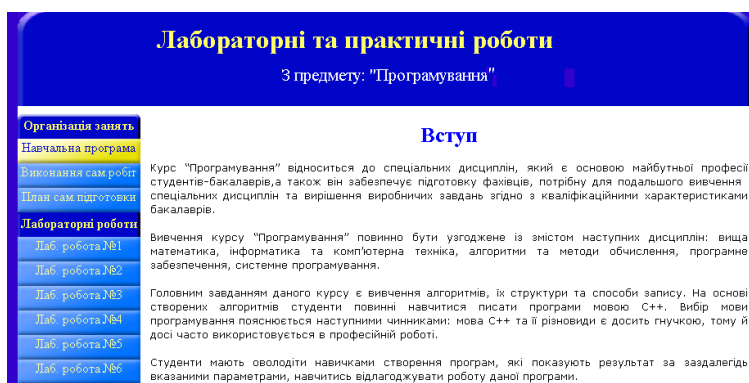 Лабораторні та практичні роботи
З предмету: "Програмування"
Організація занять
Навчальна програма
Виконання сам.робіт
План сам.підготовки
Лабораторні роботи
Лаб. робота №1
Лаб. робота №2
Лаб. робота №3
Лаб. робота №4
Лаб. робота №5
Лаб. робота №6
Вступ
Курс “Програмування” відноситься до спеціальних дисциплін, який є основою майбутньої професії
студентів-бакалаврів,а також він забезпечує підготовку фахівців, потрібну для подальшого вивчення
спеціальних дисциплін та вирішення виробничих завдань згідно з кваліфікаційними характеристиками
бакалаврів.
Вивчення курсу “Програмування” повинно бути узгоджене із змістом наступних дисциплін: вища
математика, інформатика та комп’ютерна техніка, алгоритми та методи обчислення, програмне
забезпечення, системне програмування.
Головним завданням даного курсу є вивчення алгоритмів, їх структури та способи запису. На основі
створених алгоритмів студенти повинні навчитися писати програми мовою С++. Вибір мови
програмування пояснюється наступними чинниками: мова С++ та її різновиди є досить гнучкою, тому й
досі часто використовується в професійній роботі.
Студенти мають оволодіти навичками створення програм, які показують результат за заздалегідь
вказаними параметрами, навчитись відлагоджувати роботу даної програми.